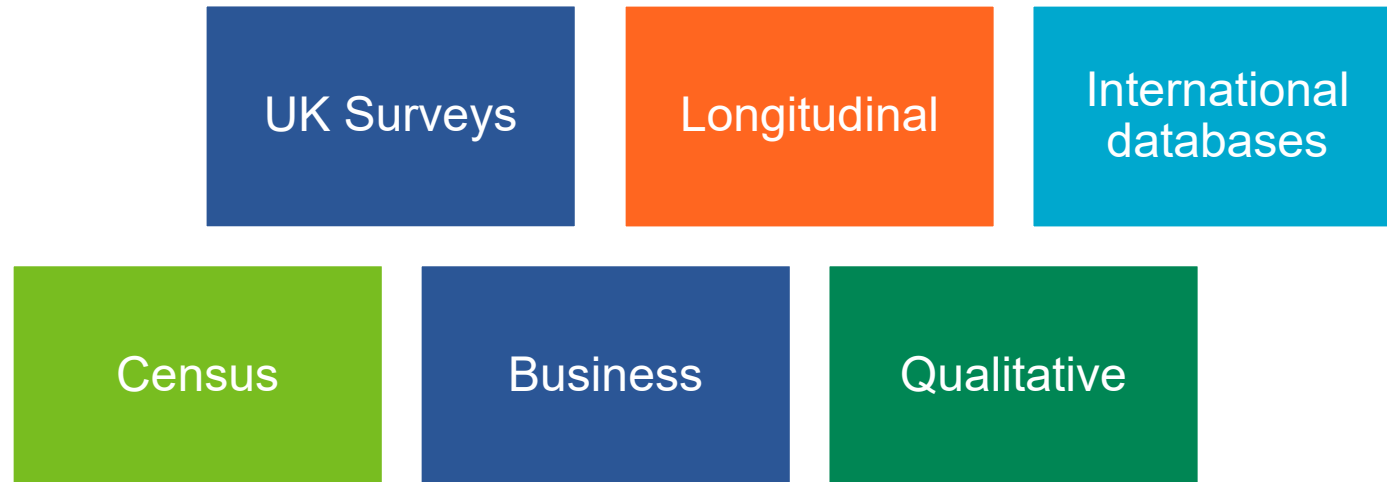 UK Surveys
Longitudinal
International
databases
Census
Business
Qualitative